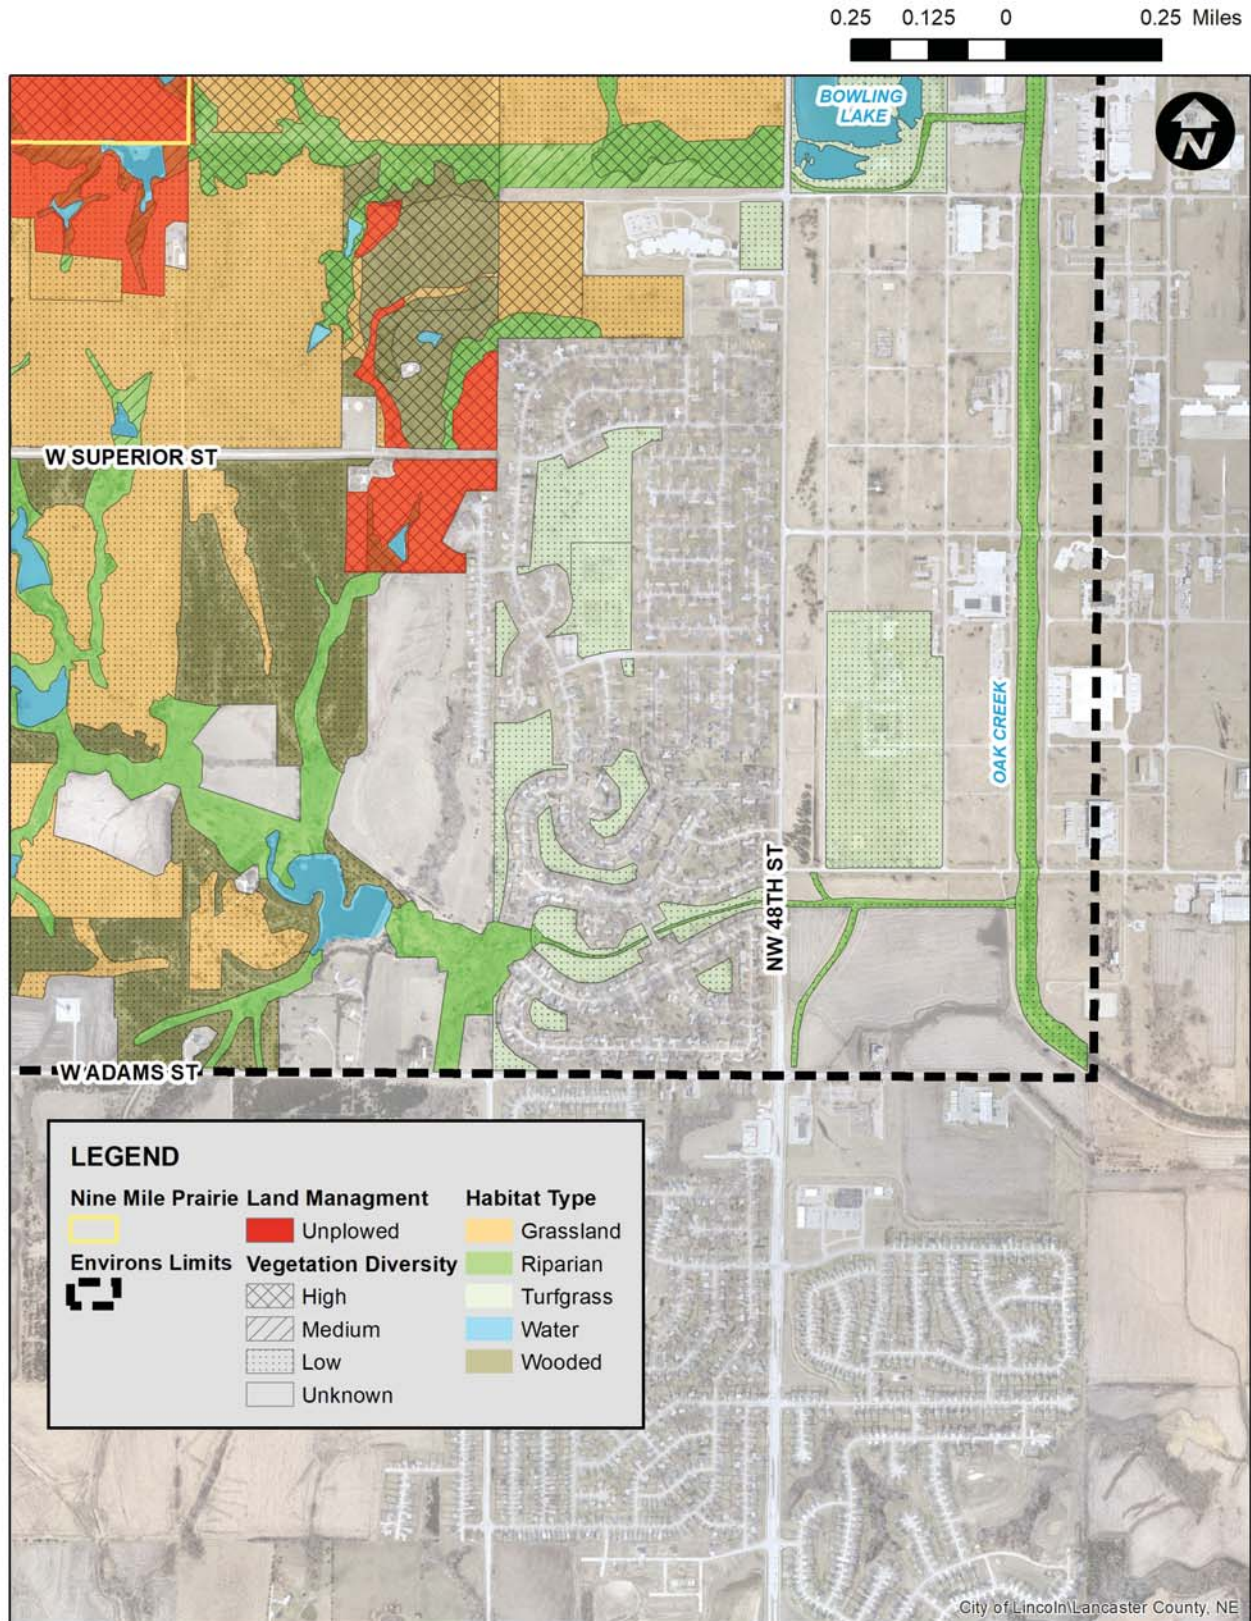 0.25 0.125 0 0.25 Miles
BOWLING
LAKE
N
W SUPERIOR ST
OAK CREEK
NW 48TH ST
W ADAMS ST
LEGEND
Nine Mile Prairie
Environs Limits
Land Managment
Unplowed
Vegetation Diversity
High
Medium
Low
Unknown
Habitat Type
Grassland
Riparian
Turfgrass
Water
Wooded
City of Lincoln\Lancaster County, NE